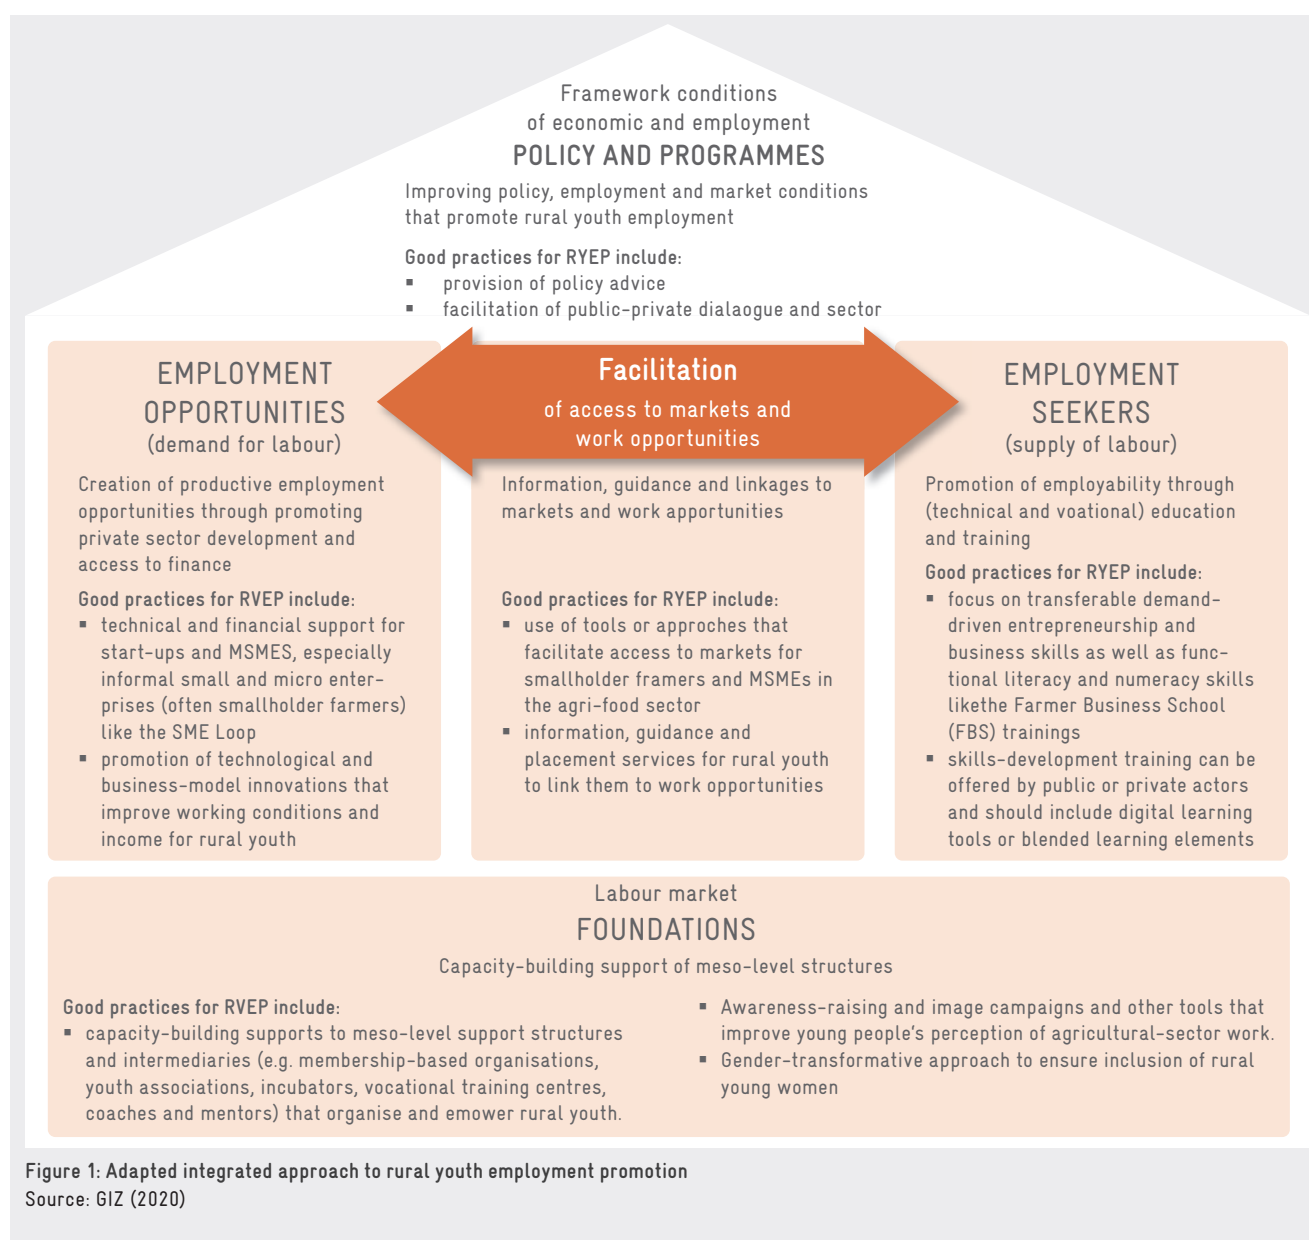 Framework conditions
of economic and employment
POLICY AND PROGRAMMES
Improving policy, employment and market conditions
that promote rural youth employment
Good practices for RYEP include:
▪ provision of policy advice
▪ facilitation of public-private dialaogue and sector
EMPLOYMENT
OPPORTUNITIES
(demand for labour)
Creation of productive employment
opportunities through promoting
private sector development and
access to finance
Good practices for RVEP include:
▪ technical and financial support for
start-ups and MSMES, especially
informal small and micro enter-
prises (often smallholder farmers)
like the SME Loop
▪ promotion of technological and
business-model innovations that
improve working conditions and
income for rural youth
Facilitation
of access to markets and
work opportunities
Information, guidance and linkages to
markets and work apportunities
Good practices for RYEP include:
▪ use of tools or approches that
facilitate access to markets for
smallholder framers and MSMEs in
the agri-food sector
▪ information, guidance and
placement services for rural youth
to link them to work opportunities
EMPLOYMENT
SEEKERS
(supply of labour)
Promotion of employability through
(technical and voational) education
and training
Good practices for RYEP include:
▪ focus on transferable demand-
driven entrepreneurship and
business skills as well as func-
tional literacy and numeracy skills
likethe Farmer Business School
(FBS) trainings
▪ skills-development training can be
offered by public or private actors
and should include digital learning
tools or blended learning elements
Labour market
FOUNDATIONS
Capacity-building support of meso-level structures
Good practices for RVEP include:
▪ capacity-building supports to meso-level support structures
and intermediaries (e.g. membership-based organisations,
youth associations, incubators, vocational training centres,
coaches and mentors) that organise and emower rural youth.
▪ Awareness-raising and image campaigns and other tools that
improve young people's perception of agricultural-sector work.
▪ Gender-transformative approach to ensure inclusion of rural
young women
Figure 1: Adapted integrated approach to rural youth employment promotion
Source: GIZ (2020)